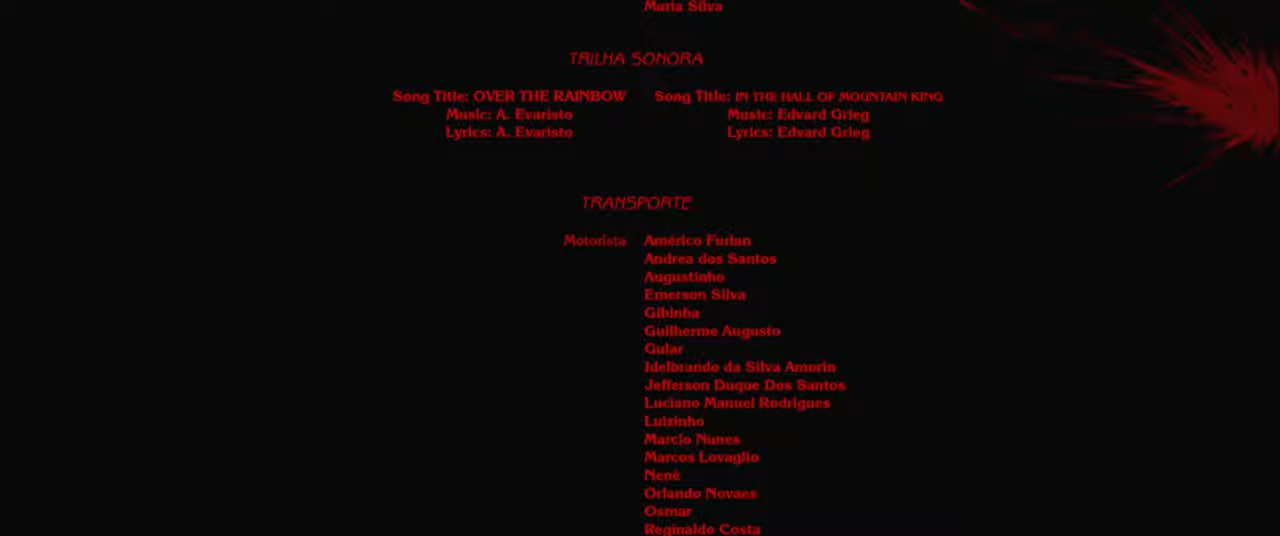 Maria Silva
TRILHA SONORA
Song Title: OVER THE RAINBOW
Music: A. Evaristo
Lyrics: A. Evaristo
Song Title: IN THE HALL OF MOUNTAIN KING
Music: Edvard Grieg
Lyrics: Edvard Grieg
TRANSPORTE
Motorista Américo Furlan
Andrea dos Santos
Augustinho
Emerson Silva
Gibinha
Guilherme Augusto
Gular
Idelbrando da Silva Amorin
Jefferson Duque Dos Santos
Luciano Manuel Rodrigues
Luizinho
Marcio Nunes
Marcos Lovaglio
Nenê
Orlando Novaes
Osmar
Reginaldo Costa